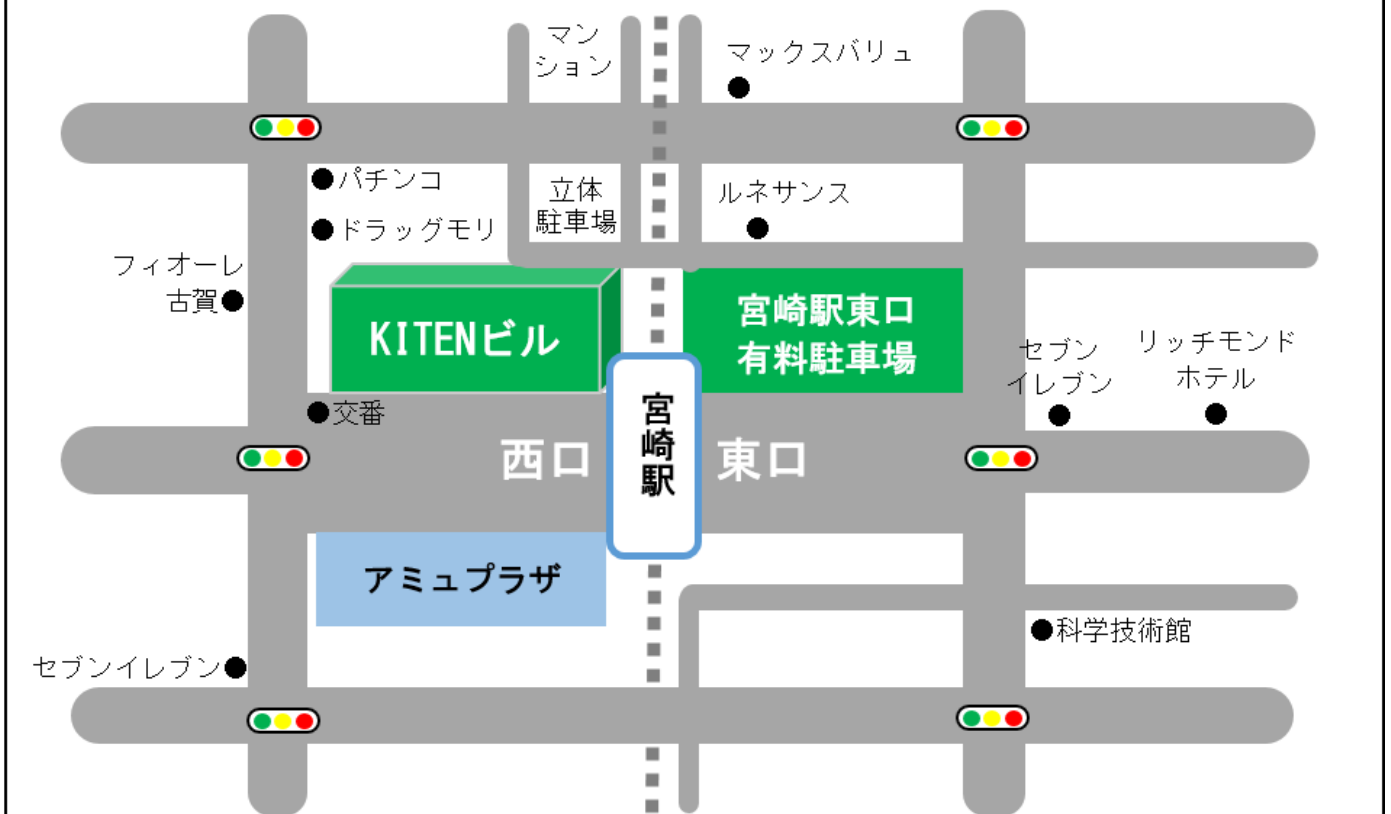 マン
ション
マックスバリュ
パチンコ
立体
駐車場
ルネサンス
ドラッグモリ
フィオーレ
古賀
KITENビル
宮崎駅東口
有料駐車場
セブン
イレブン
リッチモンド
ホテル
交番
西口
宮崎駅
東口
アミュプラザ
科学技術館
セブンイレブン